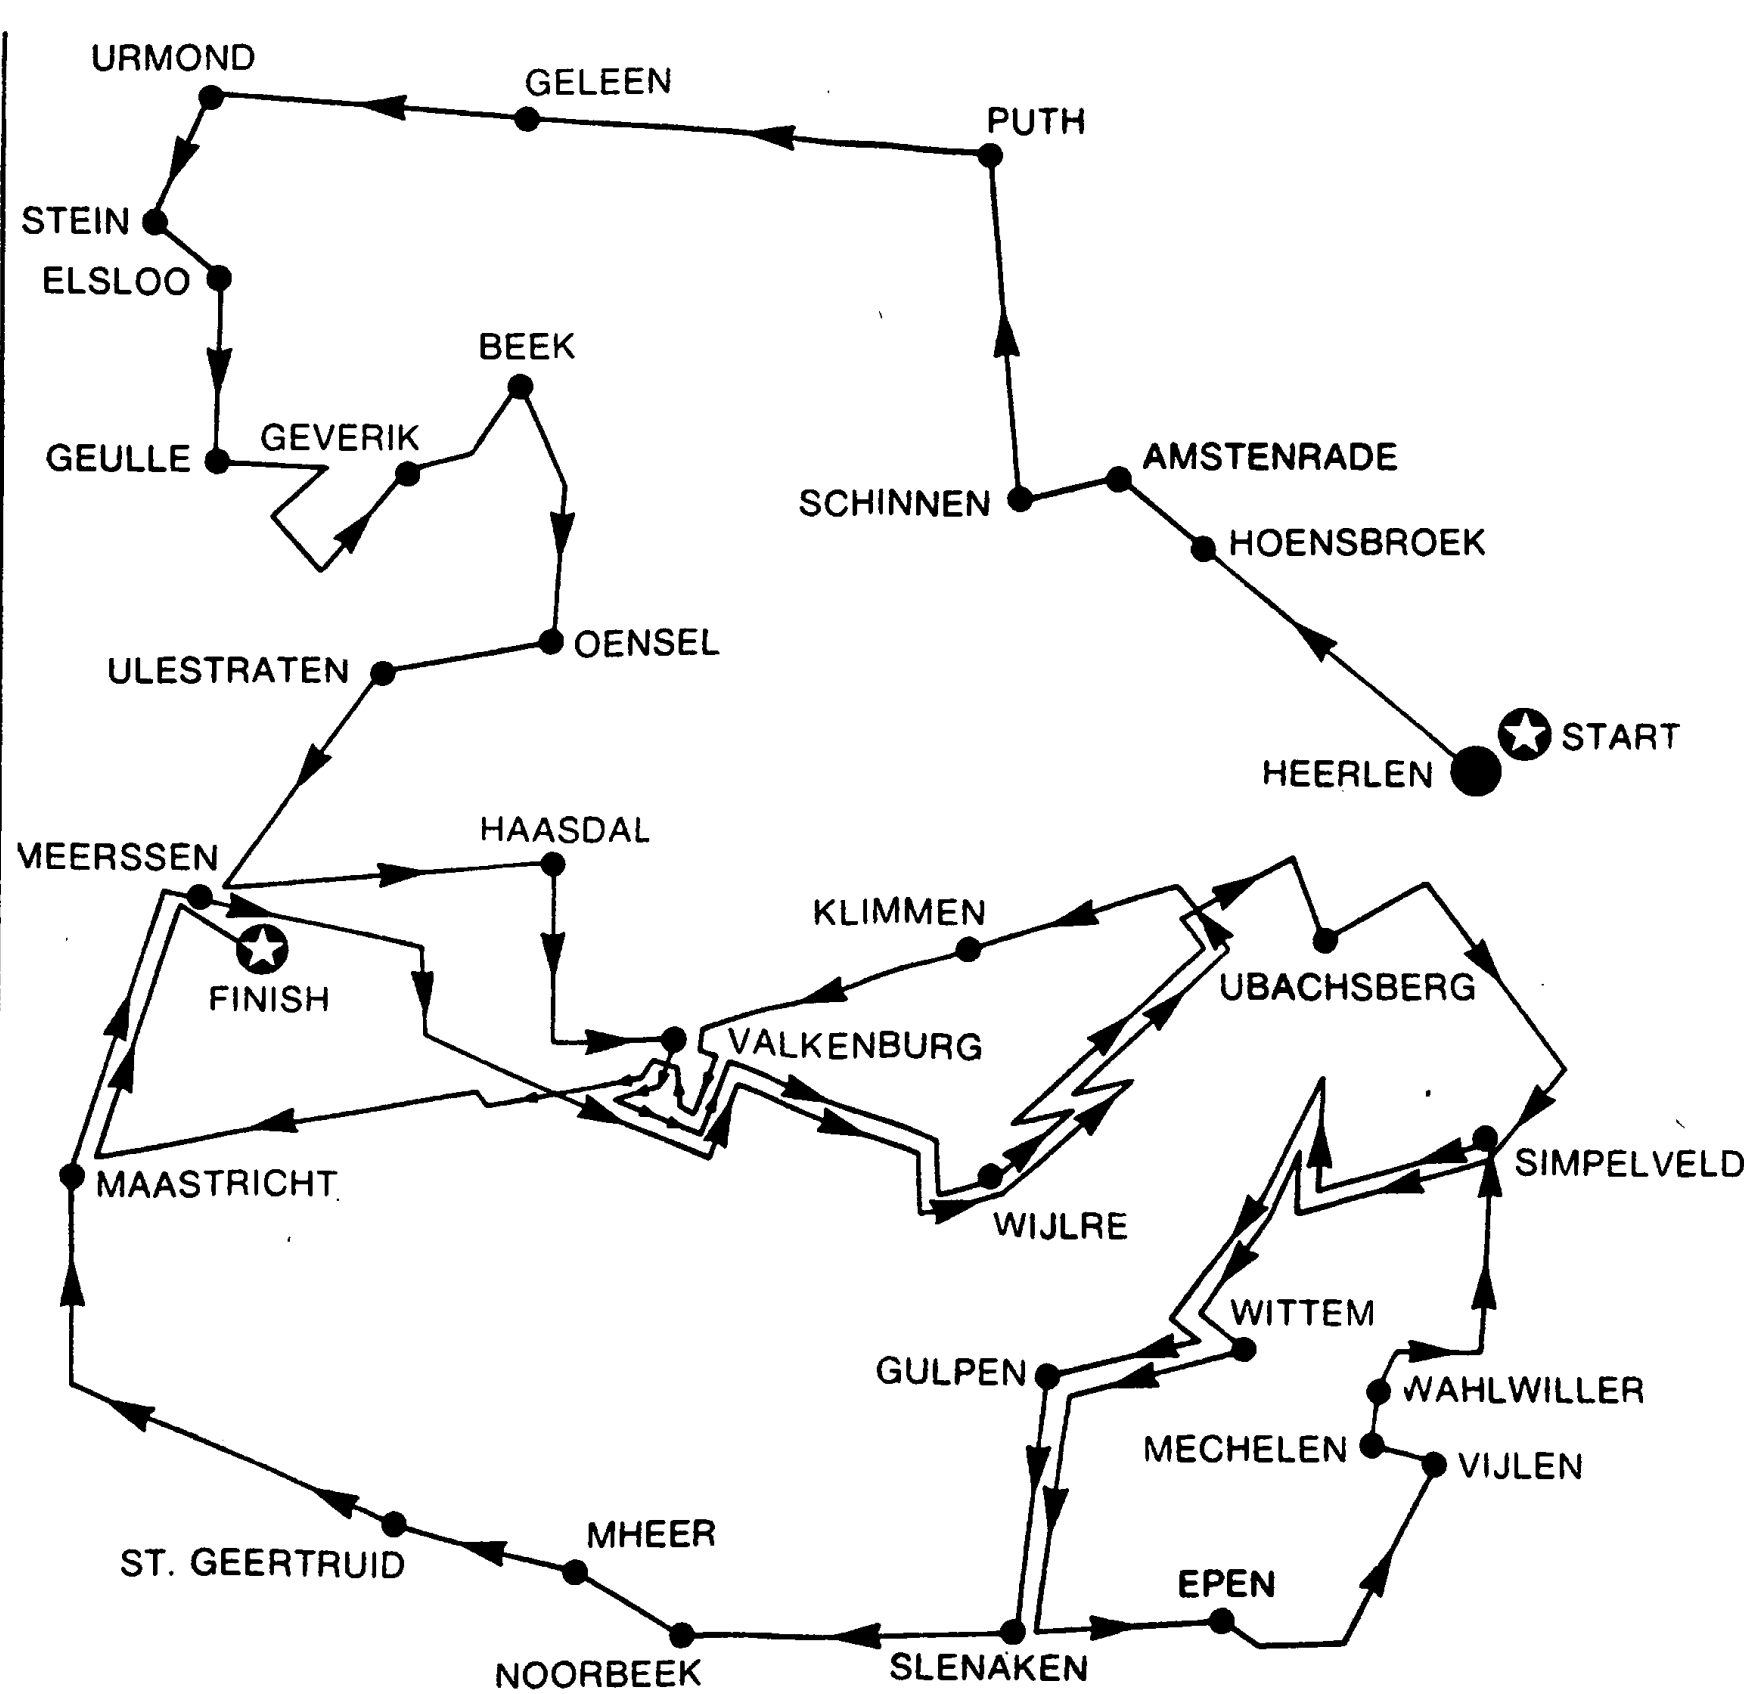 URMOND
GELEEN
PUTH
STEIN
ELSLOO
BEEK
GEVERIK
GEULLE
AMSTENRADE
SCHINNEN
HOENSBROEK
OENSEL
ULESTRATEN
START
HEERLEN
HAASDAL
MEERSSEN
KLIMMEN
UBACHSBERG
FINISH
VALKENBURG
SIMPELVELD
MAASTRICHT
WIJLRE
WITTEM
GULPEN
WAHLWILLER
MECHELEN
VIJLEN
MHEER
ST. GEERTRUID
EPEN
SLENAKEN
NOORBEEK